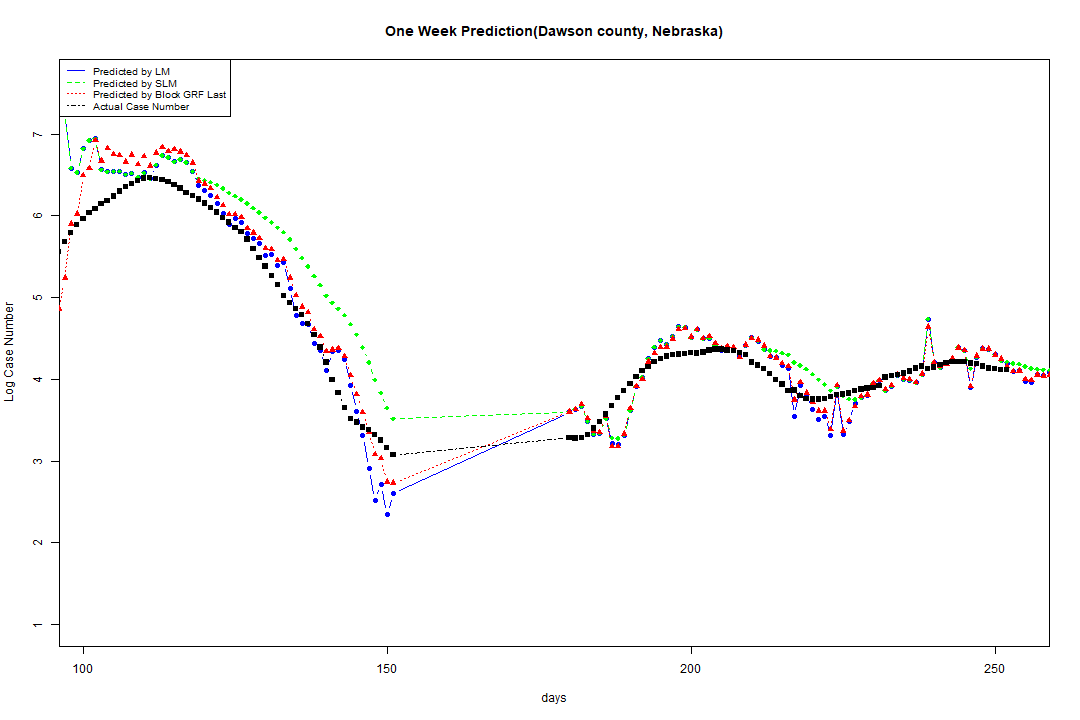 One Week Prediction(Dawson county, Nebraska)
Predicted by LM
Predicted by SLM
Predicted by Block GRF Last
Actual Case Number
7
6
5
4
3
2
1
Log Case Number
100 150 200 250
days